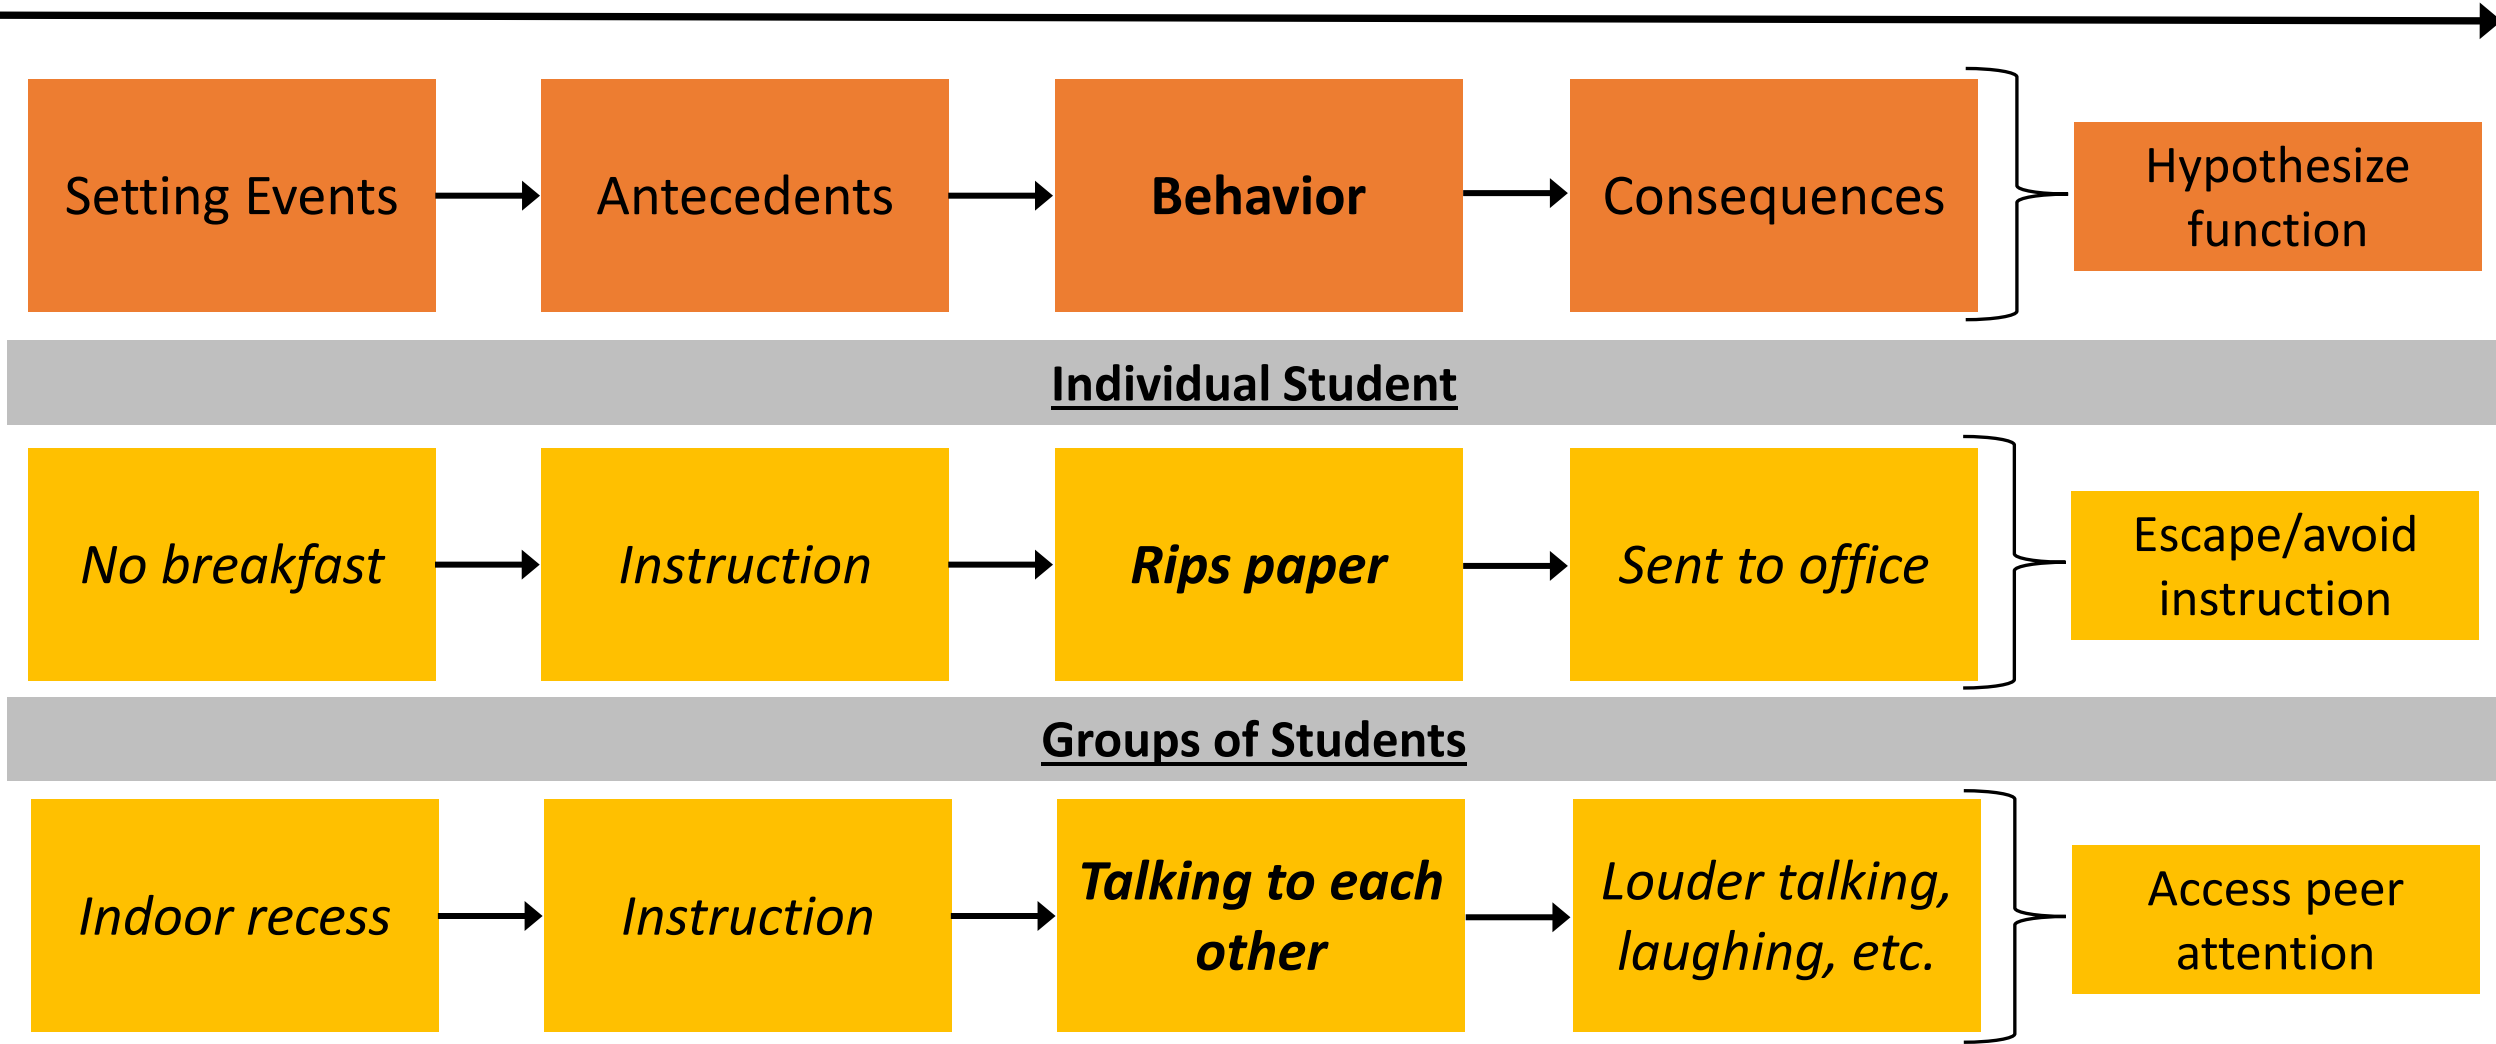 Setting Events
Antecedents
Behavior
Consequences
Hypothesize
function
Individual Student
No breakfast
Instruction
Rips paper
Sent to office
Escape/avoid
instruction
Groups of Students
Indoor recess
Instruction
Talking to each
other
Louder talking,
laughing, etc.
Access peer
attention